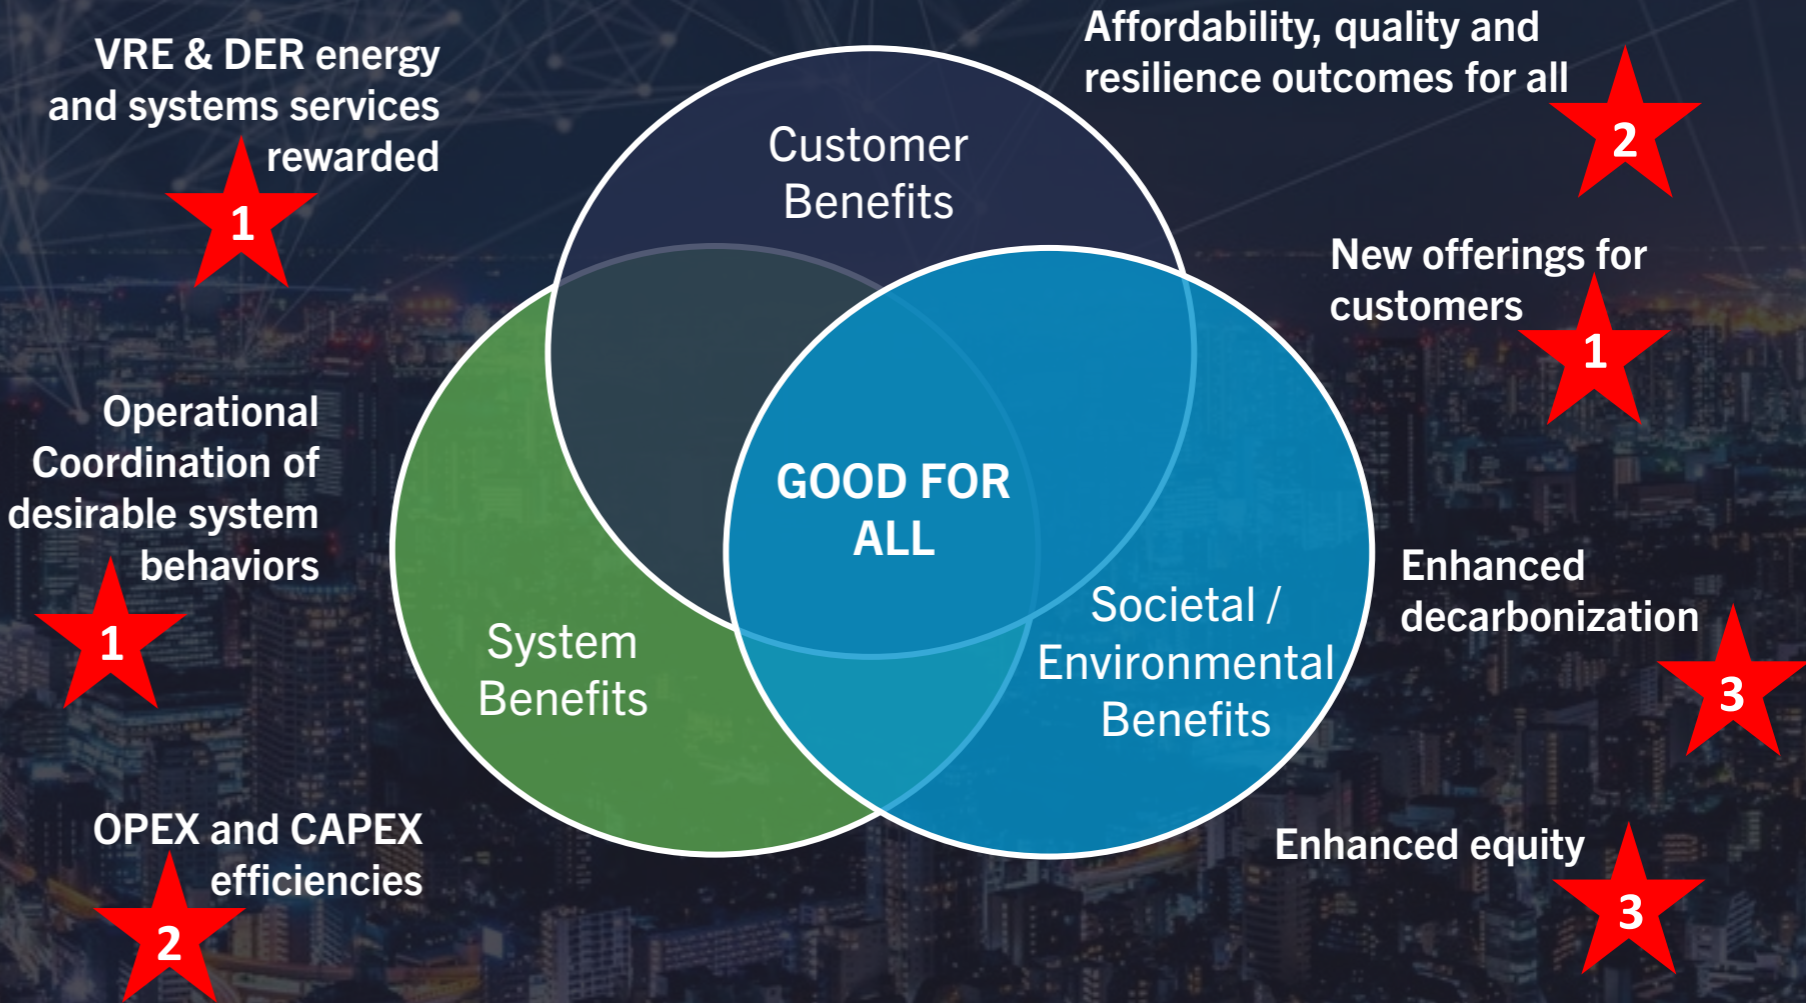 VRE & DER energy
and systems services
rewarded
1
Operational
Coordination of
desirable system
behaviors
1
OPEX and CAPEX
efficiencies
2
Customer
Benefits
GOOD FOR
ALL
System
Benefits
Societal /
Environmental
Benefits
Affordability, quality and
resilience outcomes for all
2
New offerings for
customers
1
Enhanced
decarbonization
3
Enhanced equity
3